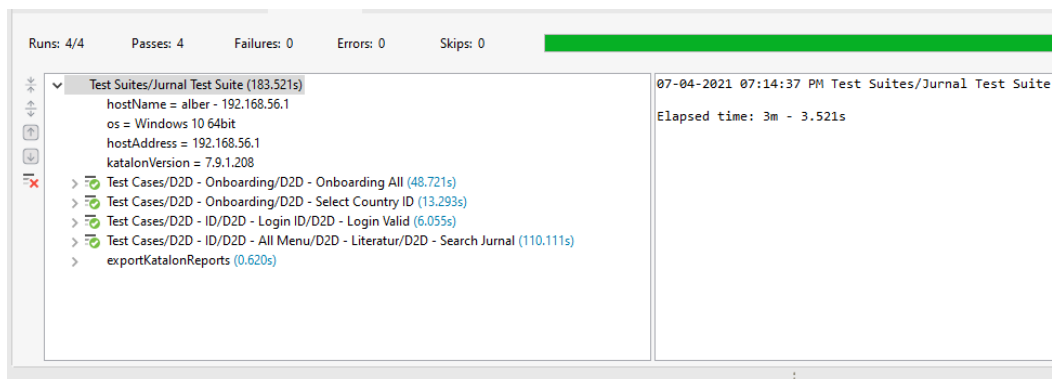 Runs: 4/4 Passes: 4 Failures: 0 Errors: 0 Skips: 0
Test Suites/Jurnal Test Suite (183.521s)
hostName = alber - 192.168.56.1
os = Windows 10 64bit
hostAddress = 192.168.56.1
katalonVersion = 7.9.1.208
Test Cases/D2D - Onboarding/D2D - Onboarding All (48.721s)
Test Cases/D2D - Onboarding/D2D - Select Country ID (13.293s)
Test Cases/D2D - ID/D2D - Login ID/D2D - Login Valid (6.055s)
Test Cases/D2D - ID/D2D - All Menu/D2D - Literatur/D2D - Search Jurnal (110.111s)
exportKatalonReports (0.620s)
07-04-2021 07:14:37 PM Test Suites/Jurnal Test Suite
Elapsed time: 3m - 3.521s